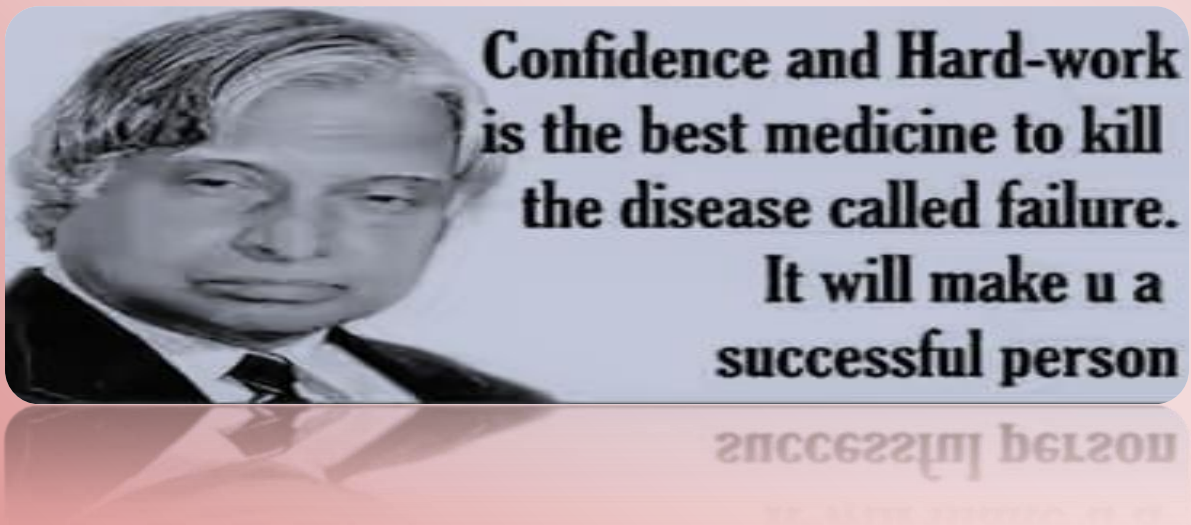 Confidence and Hard-work
is the best medicine to kill
the disease called failure.
It will make u a
successful person